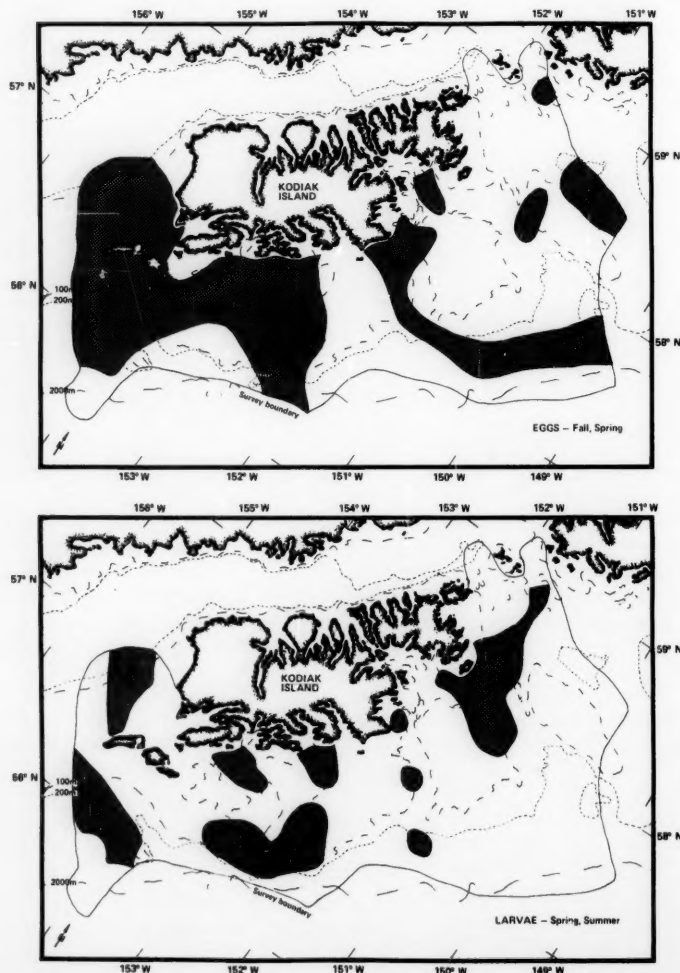 156° W 155° W 154° W 153° W 152° W 151° W
57° N
59° N
KODIAK
ISLAND
56° N
100m
200m
58° N
2000m
Survey boundary
EGGS – Fall, Spring
N
153° W 152° W 151° W 150° W 149° W
156° W 155° W 154° W 153° W 152° W 151° W
57° N
59° N
KODIAK
ISLAND
56° N
100m
200m
58° N
2000m
Survey boundary
LARVAE – Spring, Summer
N
153° W 152° W 151° W 150° W 149° W